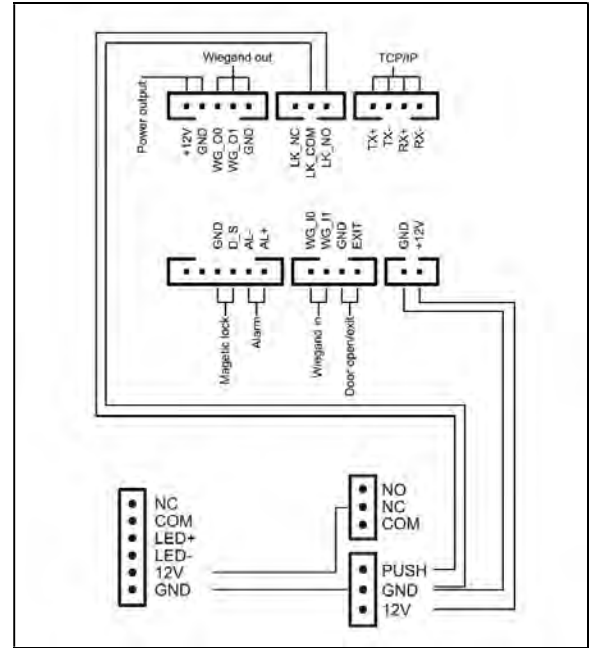 Wiegand out
TCP/IP
Power output
+12V
GND
WG_O0
WG_O1
GND
LK_NC
LK_COM
LK_NO
TX+
TX-
RX+
RX-
GND
D_S
AL-
AL+
WG_I0
WG_I1
GND
EXIT
GND
+12V
Magetic lock
Alarm
Wiegand in
Door open/exit
NC
COM
LED+
LED-
12V
GND
NO
NC
COM
PUSH
GND
12V